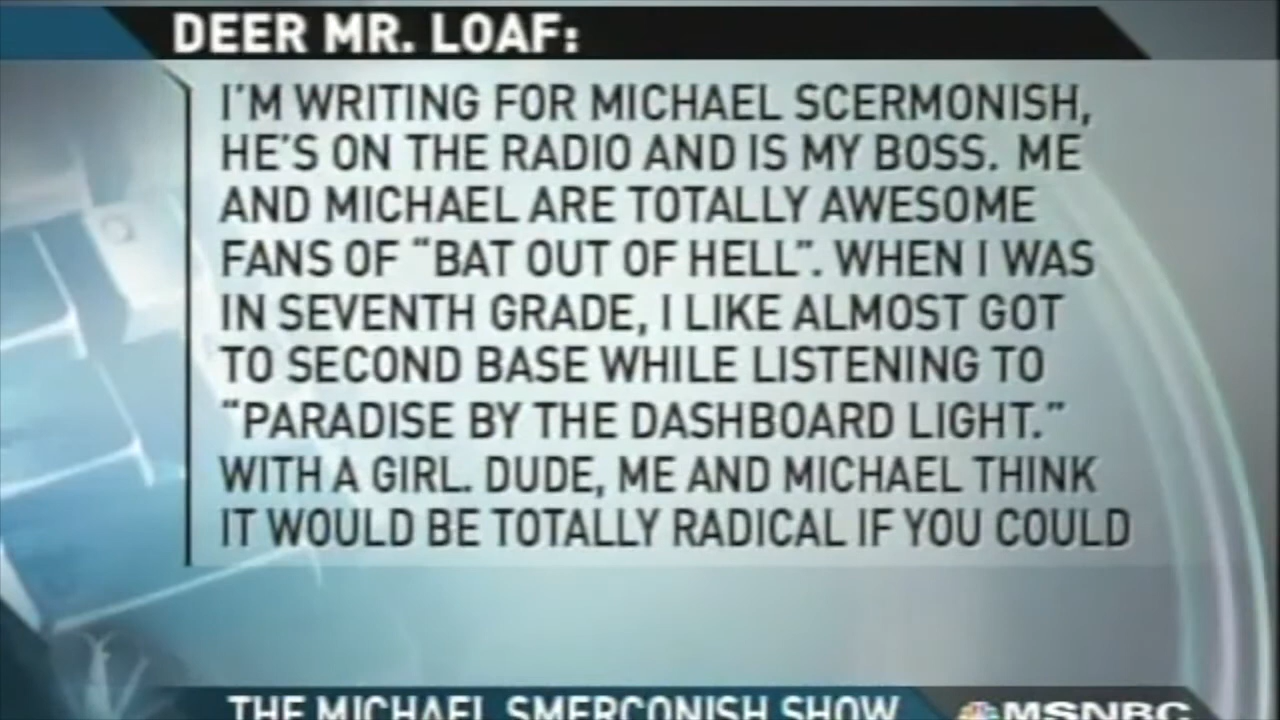 DEER MR. LOAF:
I'M WRITING FOR MICHAEL SCERMONISH,
HE'S ON THE RADIO AND IS MY BOSS. ME
AND MICHAEL ARE TOTALLY AWESOME
FANS OF "BAT OUT OF HELL". WHEN I WAS
IN SEVENTH GRADE, I LIKE ALMOST GOT
TO SECOND BASE WHILE LISTENING TO
"PARADISE BY THE DASHBOARD LIGHT."
WITH A GIRL. DUDE, ME AND MICHAEL THINK
IT WOULD BE TOTALLY RADICAL IF YOU COULD
THE MICHAEL SMERCONISH SHOW
MSNBC